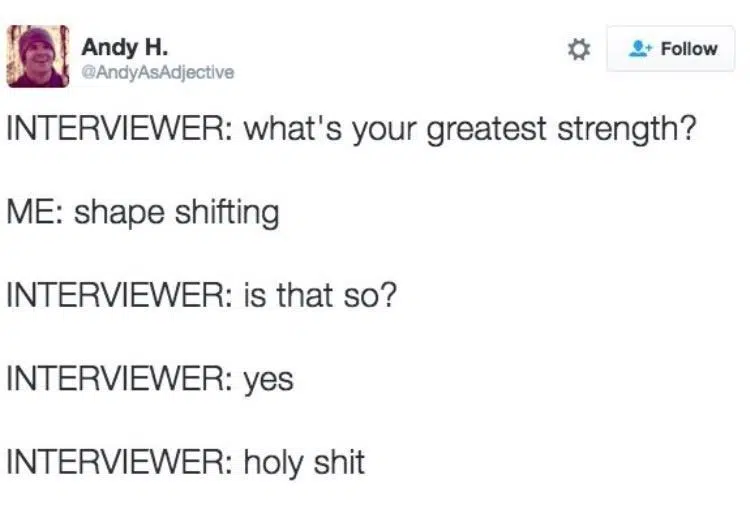 Andy H.
@AndyAsAdjective
Follow
INTERVIEWER: what's your greatest strength?
ME: shape shifting
INTERVIEWER: is that so?
INTERVIEWER: yes
INTERVIEWER: holy shit